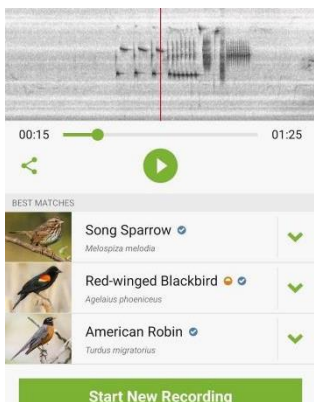 00:15 01:25
BEST MATCHES
Song Sparrow
Melospiza melodia
Red-winged Blackbird
Agelaius phoeniceus
American Robin
Turdus migratorius
Start New Recording